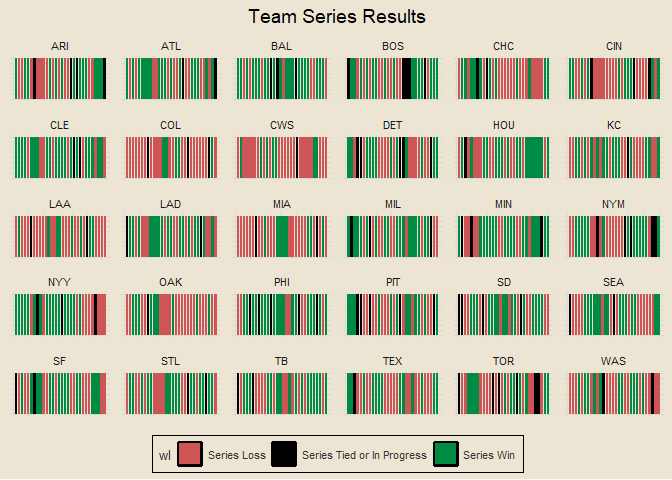 Team Series Results
ARI ATL BAL BOS CHC CIN
CLE COL CWS DET HOU KC
LAA LAD MIA MIL MIN NYM
NYY OAK PHI PIT SD SEA
SF STL TB TEX TOR WAS
wl Series Loss Series Tied or In Progress Series Win